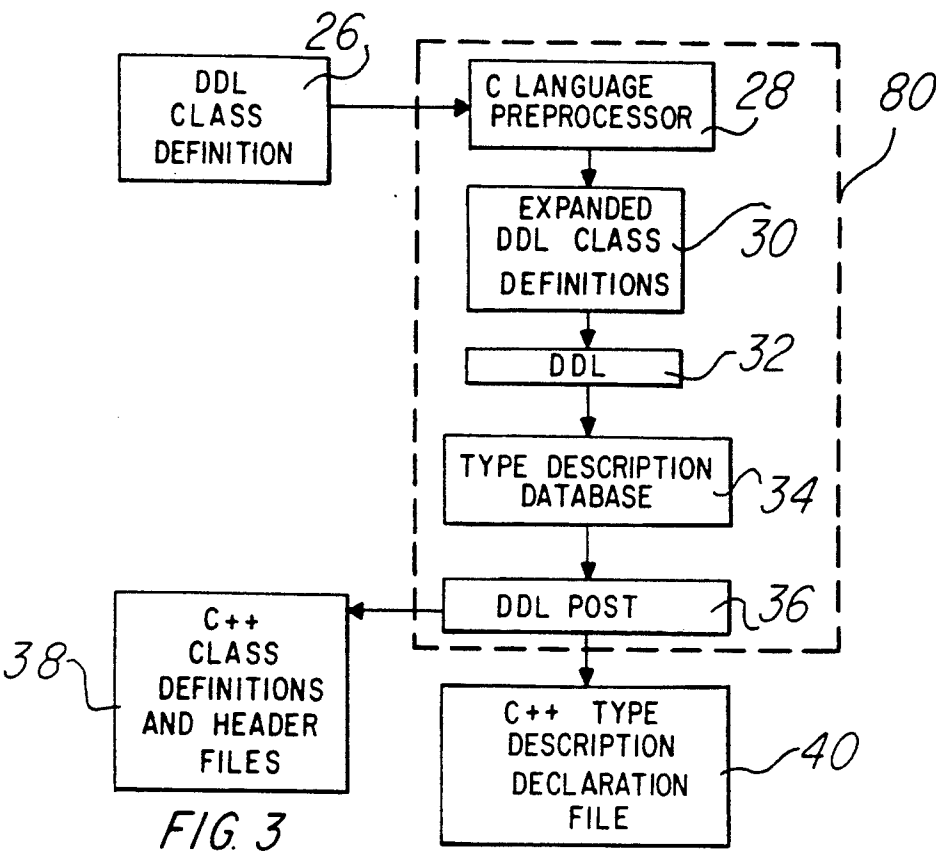 26
DDL
CLASS
DEFINITION
C LANGUAGE
PREPROCESSOR
28
80
EXPANDED
DDL CLASS
DEFINITIONS
30
DDL
32
TYPE DESCRIPTION
DATABASE
34
DDL POST
36
38
C++
CLASS
DEFINITIONS
AND HEADER
FILES
C++ TYPE
DESCRIPTION
DECLARATION
FILE
40
FIG. 3